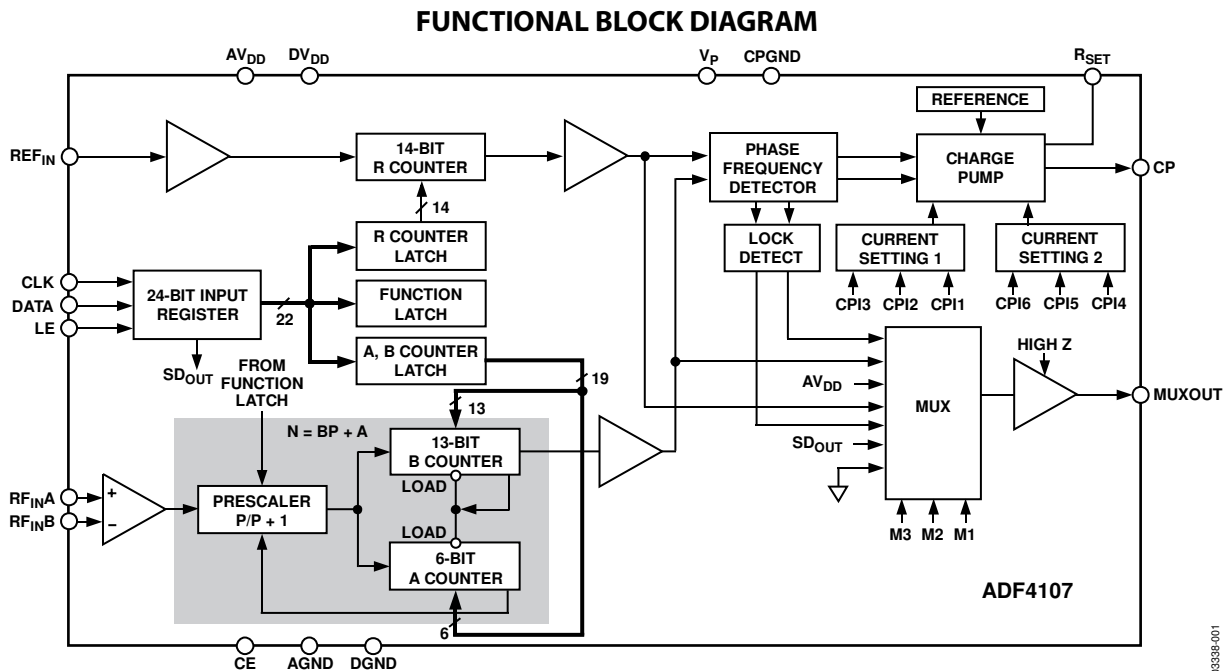 FUNCTIONAL BLOCK DIAGRAM
AVDD
DVDD
VP
CPGND
RSET
REFERENCE
REFIN
14-BIT
R COUNTER
PHASE
FREQUENCY
DETECTOR
CHARGE
PUMP
CP
14
R COUNTER
LATCH
LOCK
DETECT
CURRENT
SETTING 1
CURRENT
SETTING 2
CLK
DATA
LE
24-BIT INPUT
REGISTER
22
FUNCTION
LATCH
CPI3
CPI2
CPI1
CPI6
CPI5
CPI4
A, B COUNTER
LATCH
SDOUT
FROM
FUNCTION
LATCH
19
13
HIGH Z
AVDD
MUX
MUXOUT
SDOUT
N = BP + A
13-BIT
B COUNTER
LOAD
RFINA
RFINB
+
−
PRESCALER
P/P + 1
LOAD
6-BIT
A COUNTER
6
M3
M2
M1
ADF4107
CE
AGND
DGND